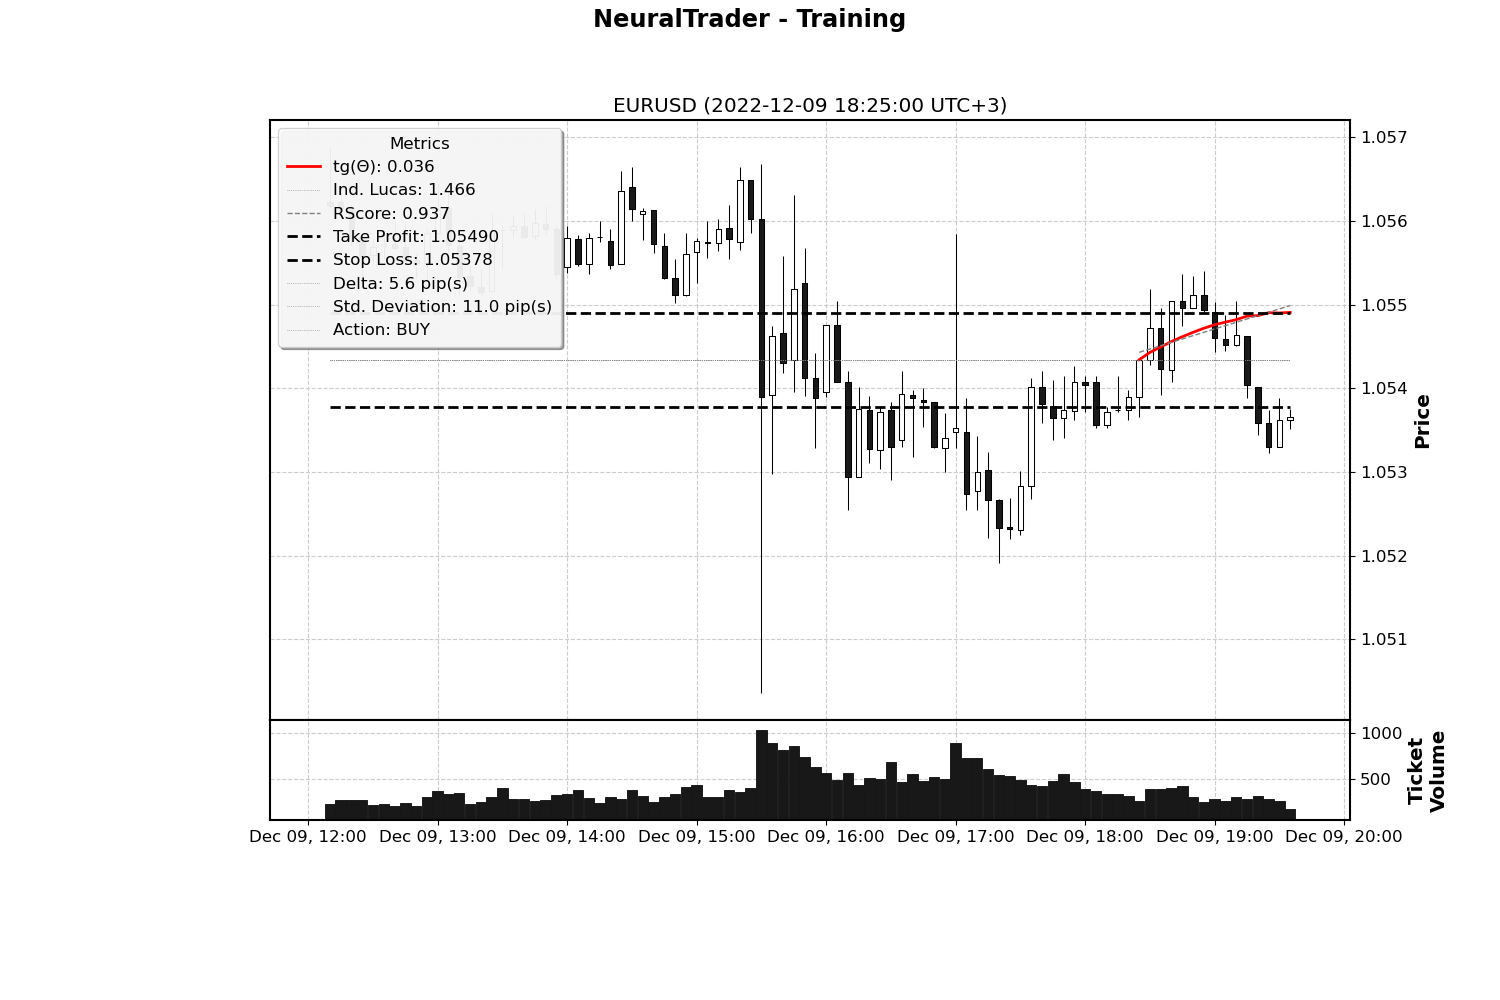 NeuralTrader - Training
EURUSD (2022-12-09 18:25:00 UTC+3)
Metrics
tg(Θ): 0.036
Ind. Lucas: 1.466
RScore: 0.937
Take Profit: 1.05490
Stop Loss: 1.05378
Delta: 5.6 pip(s)
Std. Deviation: 11.0 pip(s)
Action: BUY
1.057
1.056
1.055
1.054
1.053
1.052
1.051
Price
1000
500
Ticket
Volume
Dec 09, 12:00
Dec 09, 13:00
Dec 09, 14:00
Dec 09, 15:00
Dec 09, 16:00
Dec 09, 17:00
Dec 09, 18:00
Dec 09, 19:00
Dec 09, 20:00